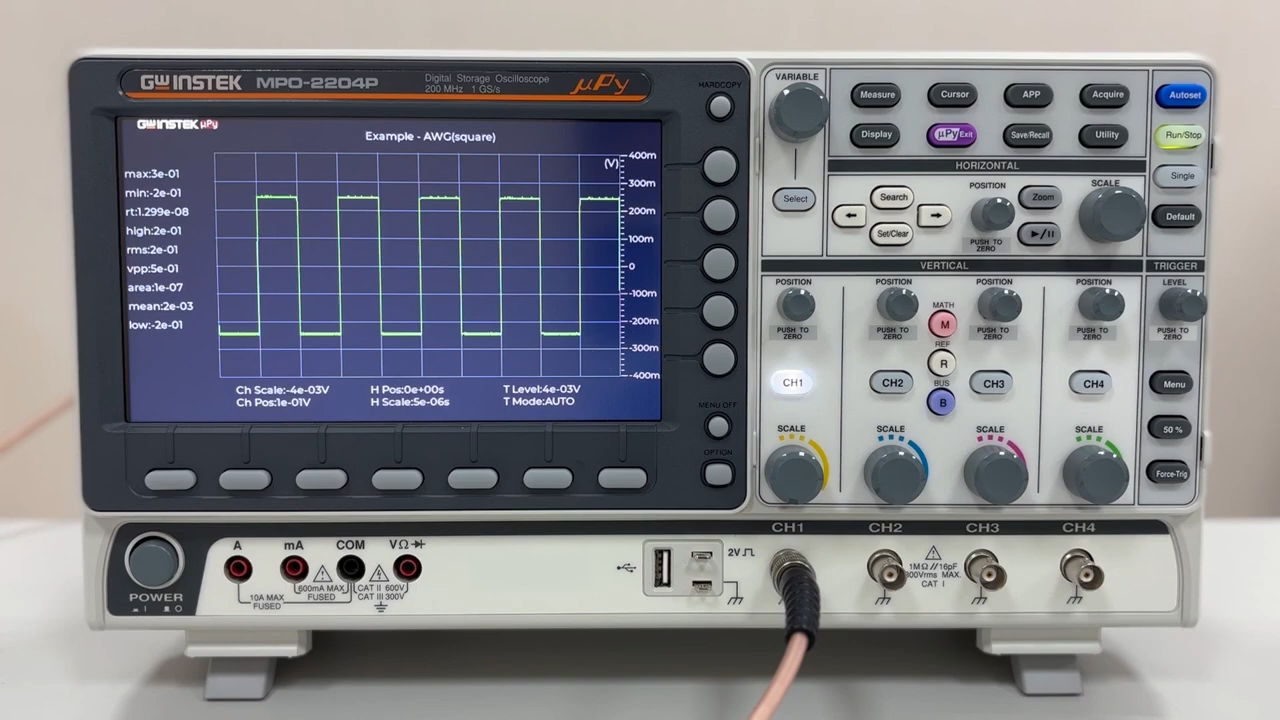 GWINSTEK MPO-2204P
Digital Storage Oscilloscope
200 MHz 1 GS/s
µPy
HARDCOPY
GWINSTEK µPy
Example - AWG(square)
(V)
max:3e-01
min:-2e-01
rt:1.299e-08
high:2e-01
rms:2e-01
vpp:5e-01
area:1e-07
mean:2e-03
low:-2e-01
400m
300m
200m
100m
0
-100m
-200m
-300m
-400m
Ch Scale:-4e-03V H Pos:0e+00s T Level:4e-03V
Ch Pos:1e-01V H Scale:5e-06s T Mode:AUTO
MENU OFF
OPTION
VARIABLE
Select
Measure Cursor APP Acquire
Display µPy Exit Save/Recall Utility
Autoset
Run/Stop
Single
Default
HORIZONTAL
Search
Set/Clear
POSITION
PUSH TO ZERO
Zoom
SCALE
VERTICAL
TRIGGER
POSITION POSITION POSITION POSITION LEVEL
PUSH TO ZERO PUSH TO ZERO PUSH TO ZERO PUSH TO ZERO PUSH TO ZERO
MATH
M
REF
R
BUS
B
CH1 CH2 CH3 CH4
Menu
50 %
Force-Trig
SCALE SCALE SCALE SCALE
CH1 CH2 CH3 CH4
POWER
I O
A mA COM VΩ
10A MAX
FUSED
600mA MAX
FUSED
CAT II 600V
CAT III 300V
2V
1MΩ // 16pF
300Vrms MAX.
CAT I